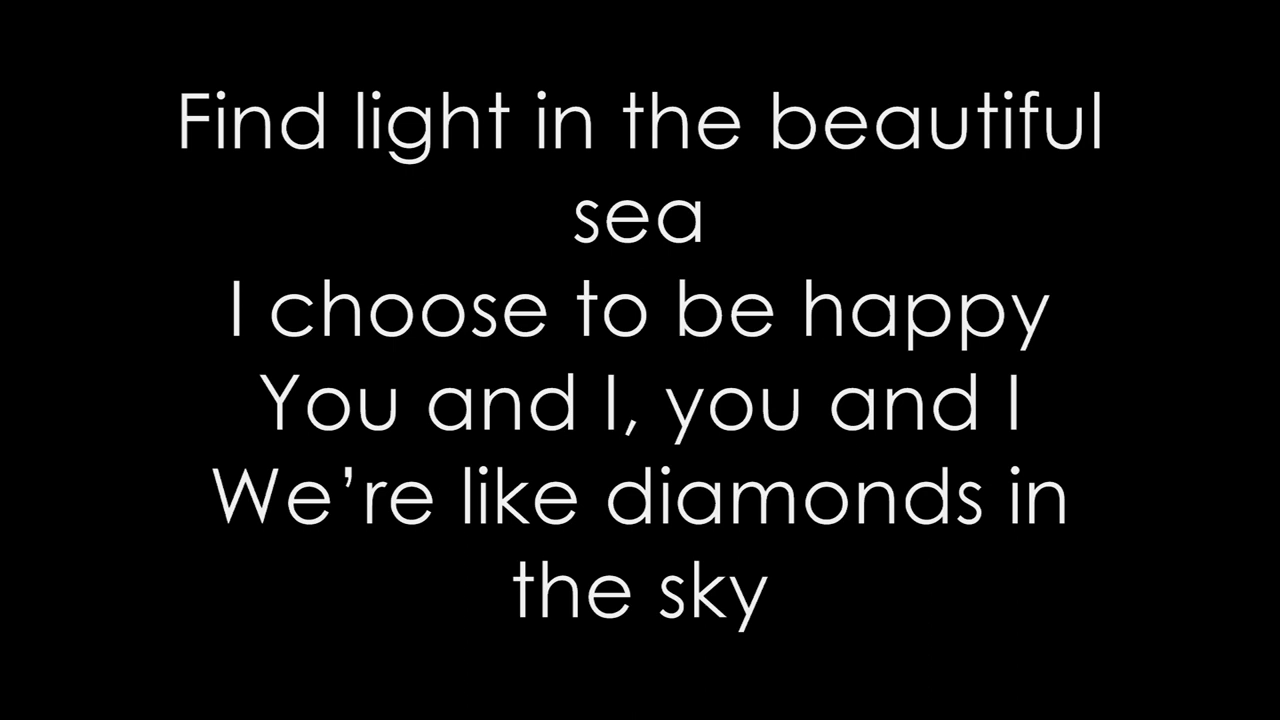 Find light in the beautiful
sea
I choose to be happy
You and I, you and I
We’re like diamonds in
the sky